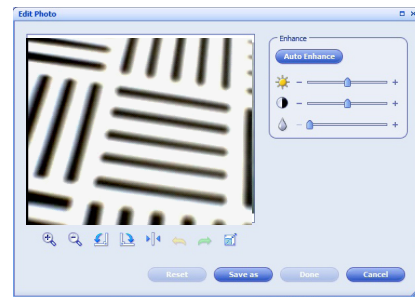 Edit Photo
Enhance
Auto Enhance
Reset
Save as
Done
Cancel